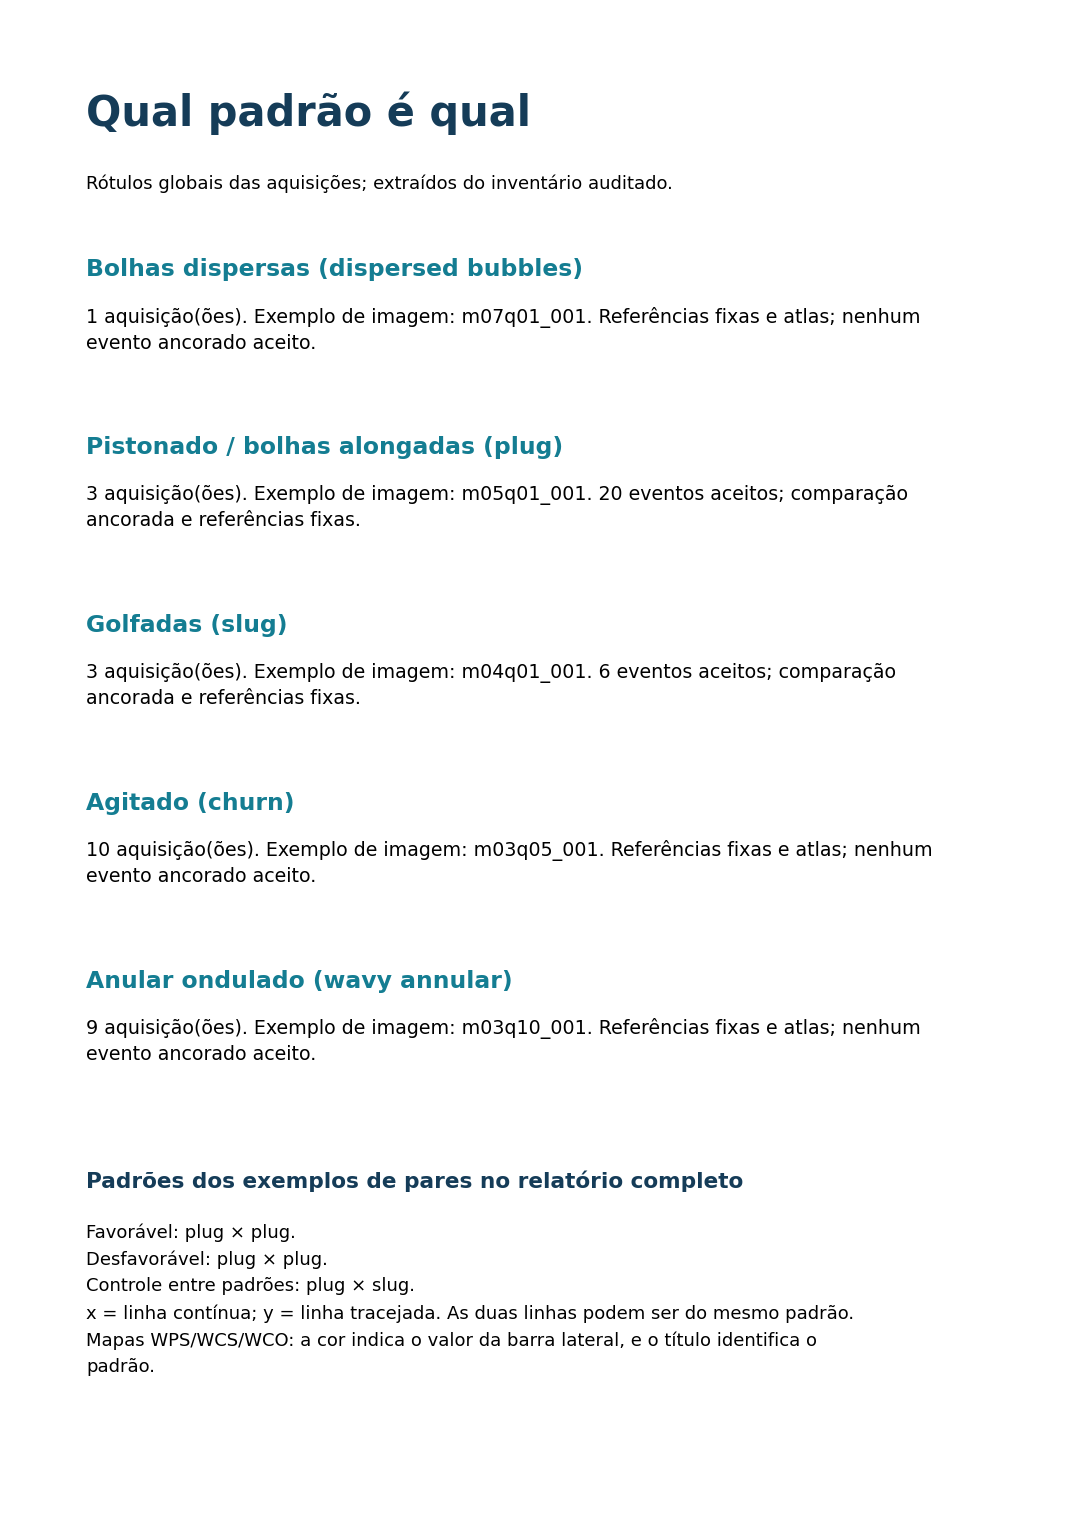 Qual padrão é qual
Rótulos globais das aquisições; extraídos do inventário auditado.
Bolhas dispersas (dispersed bubbles)
1 aquisição(ões). Exemplo de imagem: m07q01_001. Referências fixas e atlas; nenhum
evento ancorado aceito.
Pistonado / bolhas alongadas (plug)
3 aquisição(ões). Exemplo de imagem: m05q01_001. 20 eventos aceitos; comparação
ancorada e referências fixas.
Golfadas (slug)
3 aquisição(ões). Exemplo de imagem: m04q01_001. 6 eventos aceitos; comparação
ancorada e referências fixas.
Agitado (churn)
10 aquisição(ões). Exemplo de imagem: m03q05_001. Referências fixas e atlas; nenhum
evento ancorado aceito.
Anular ondulado (wavy annular)
9 aquisição(ões). Exemplo de imagem: m03q10_001. Referências fixas e atlas; nenhum
evento ancorado aceito.
Padrões dos exemplos de pares no relatório completo
Favorável: plug × plug.
Desfavorável: plug × plug.
Controle entre padrões: plug × slug.
x = linha contínua; y = linha tracejada. As duas linhas podem ser do mesmo padrão.
Mapas WPS/WCS/WCO: a cor indica o valor da barra lateral, e o título identifica o
padrão.